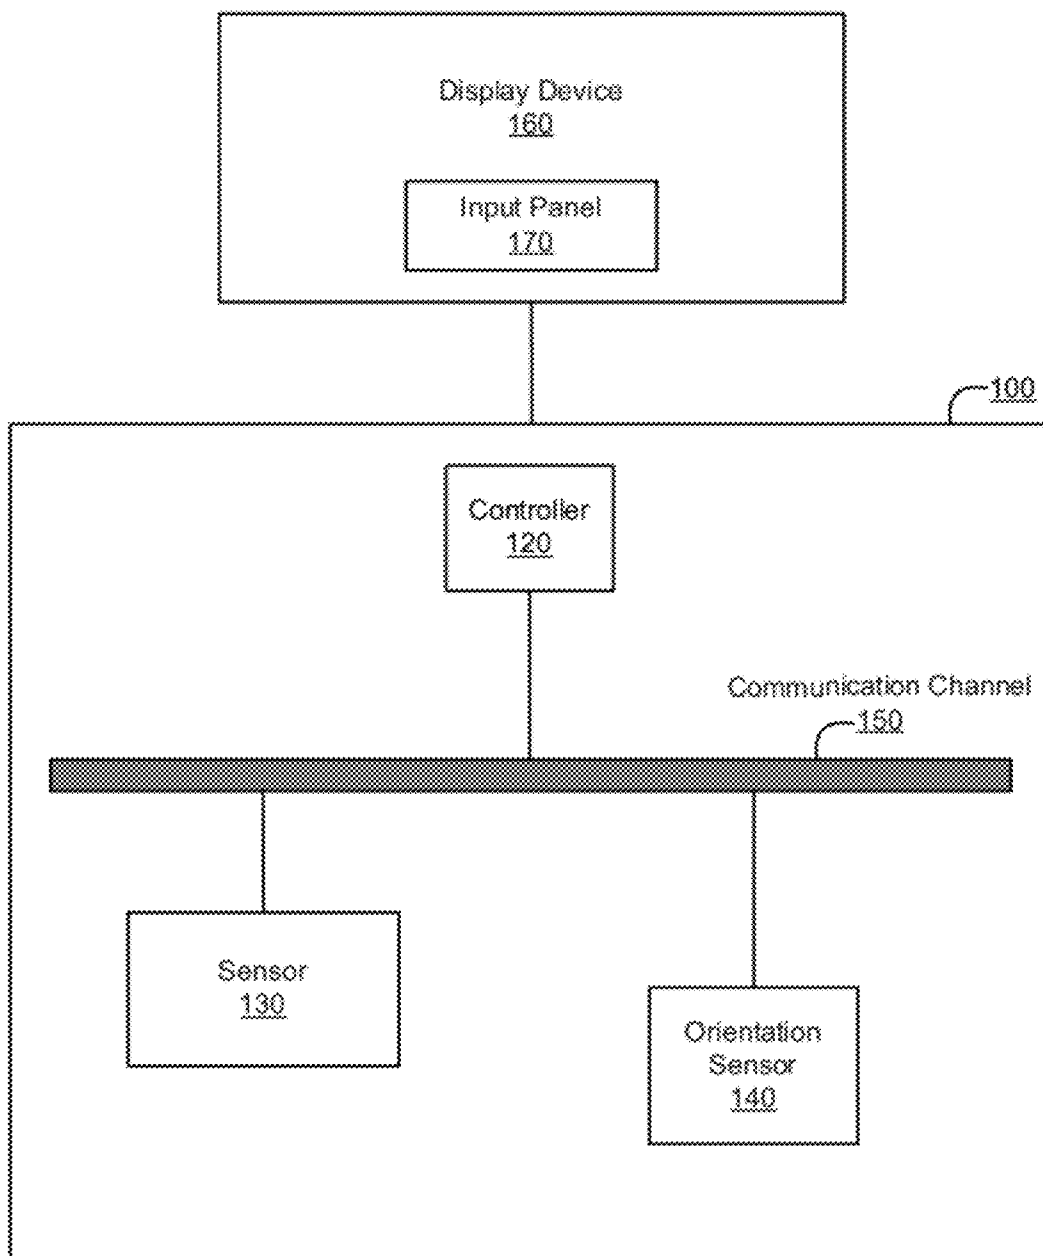 Display Device
160
Input Panel
170
100
Controller
120
Communication Channel
150
Sensor
130
Orientation
Sensor
140